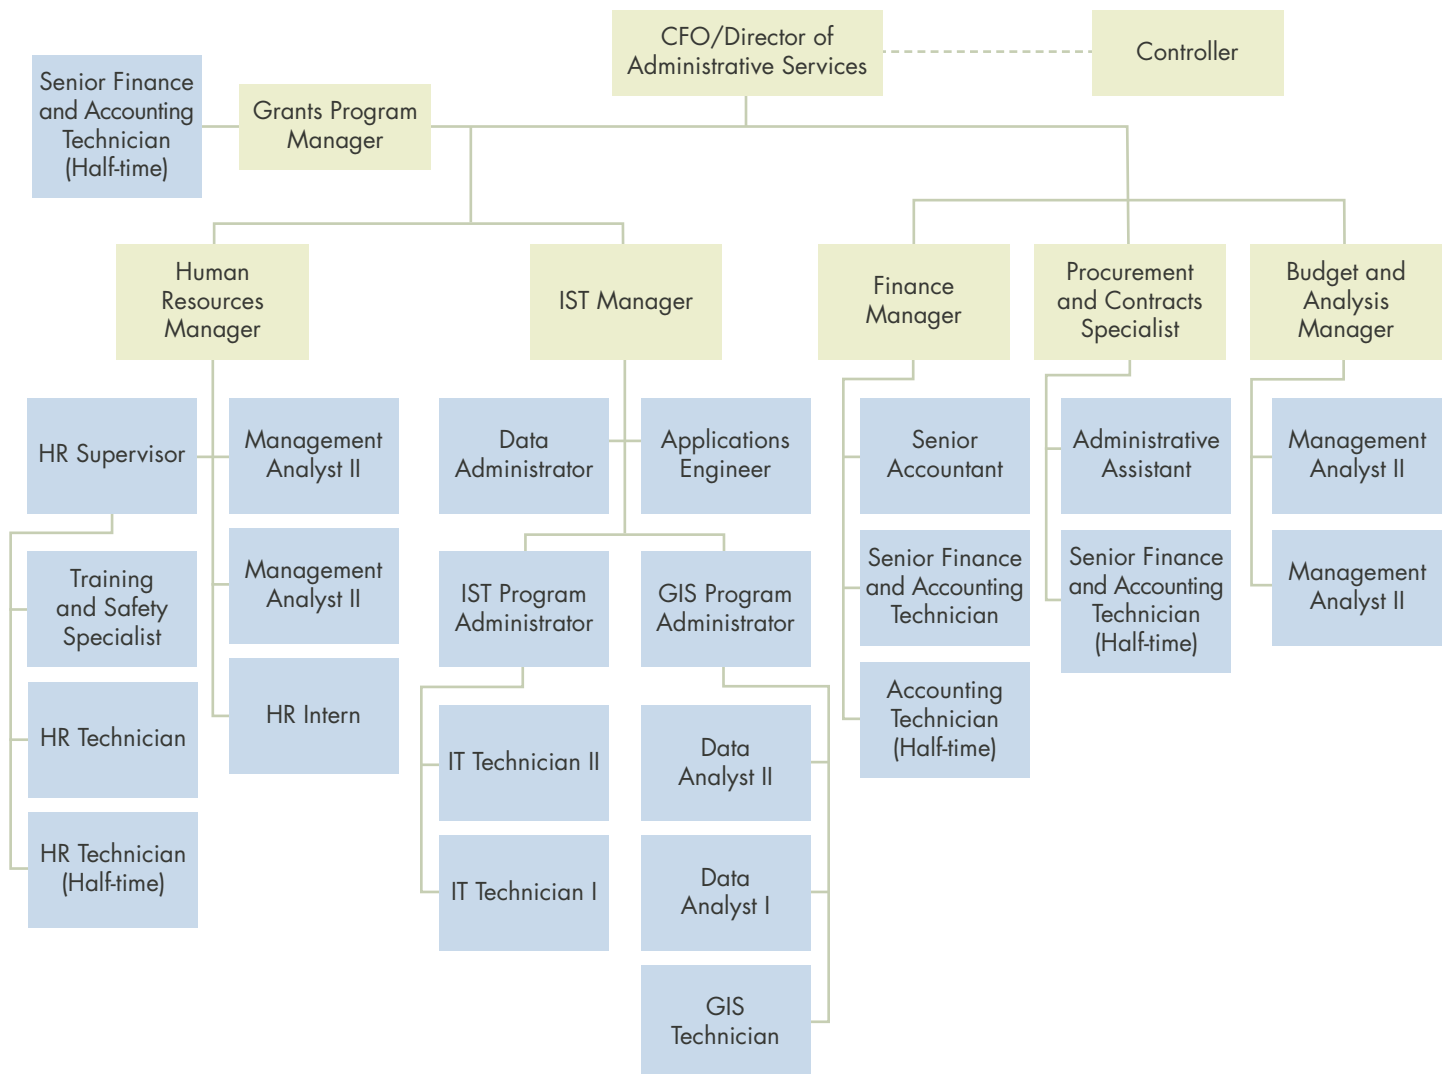 CFO/Director of
Administrative Services
Controller
Senior Finance
and Accounting
Technician
(Half-time)
Grants Program
Manager
Human
Resources
Manager
IST Manager
Finance
Manager
Procurement
and Contracts
Specialist
Budget and
Analysis
Manager
HR Supervisor
Management
Analyst II
Data
Administrator
Applications
Engineer
Senior
Accountant
Administrative
Assistant
Management
Analyst II
Training
and Safety
Specialist
Management
Analyst II
IST Program
Administrator
GIS Program
Administrator
Senior Finance
and Accounting
Technician
Senior Finance
and Accounting
Technician
(Half-time)
Management
Analyst II
HR Technician
HR Intern
IT Technician II
Data
Analyst II
Accounting
Technician
(Half-time)
HR Technician
(Half-time)
IT Technician I
Data
Analyst I
GIS
Technician